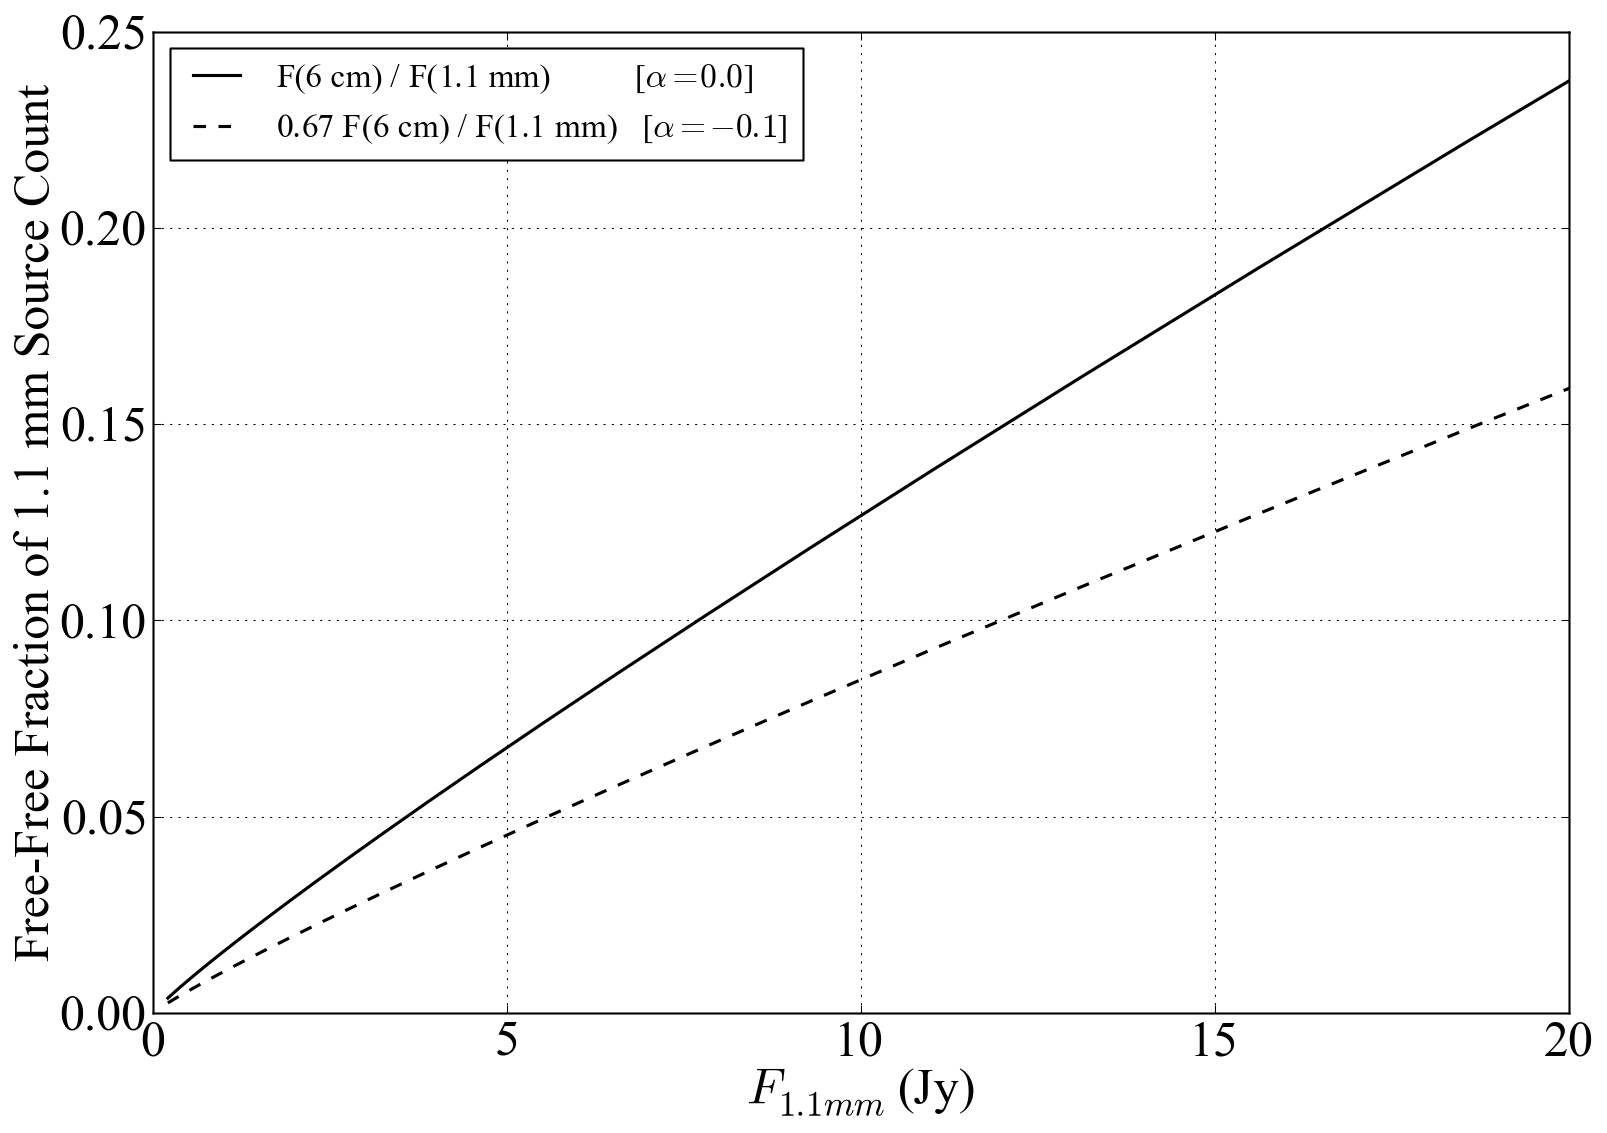 0.25
0.20
0.15
0.10
0.05
0.00
Free-Free Fraction of 1.1 mm Source Count
F(6 cm) / F(1.1 mm) [α=0.0]
0.67 F(6 cm) / F(1.1 mm) [α=−0.1]
0 5 10 15 20
F1.1mm (Jy)